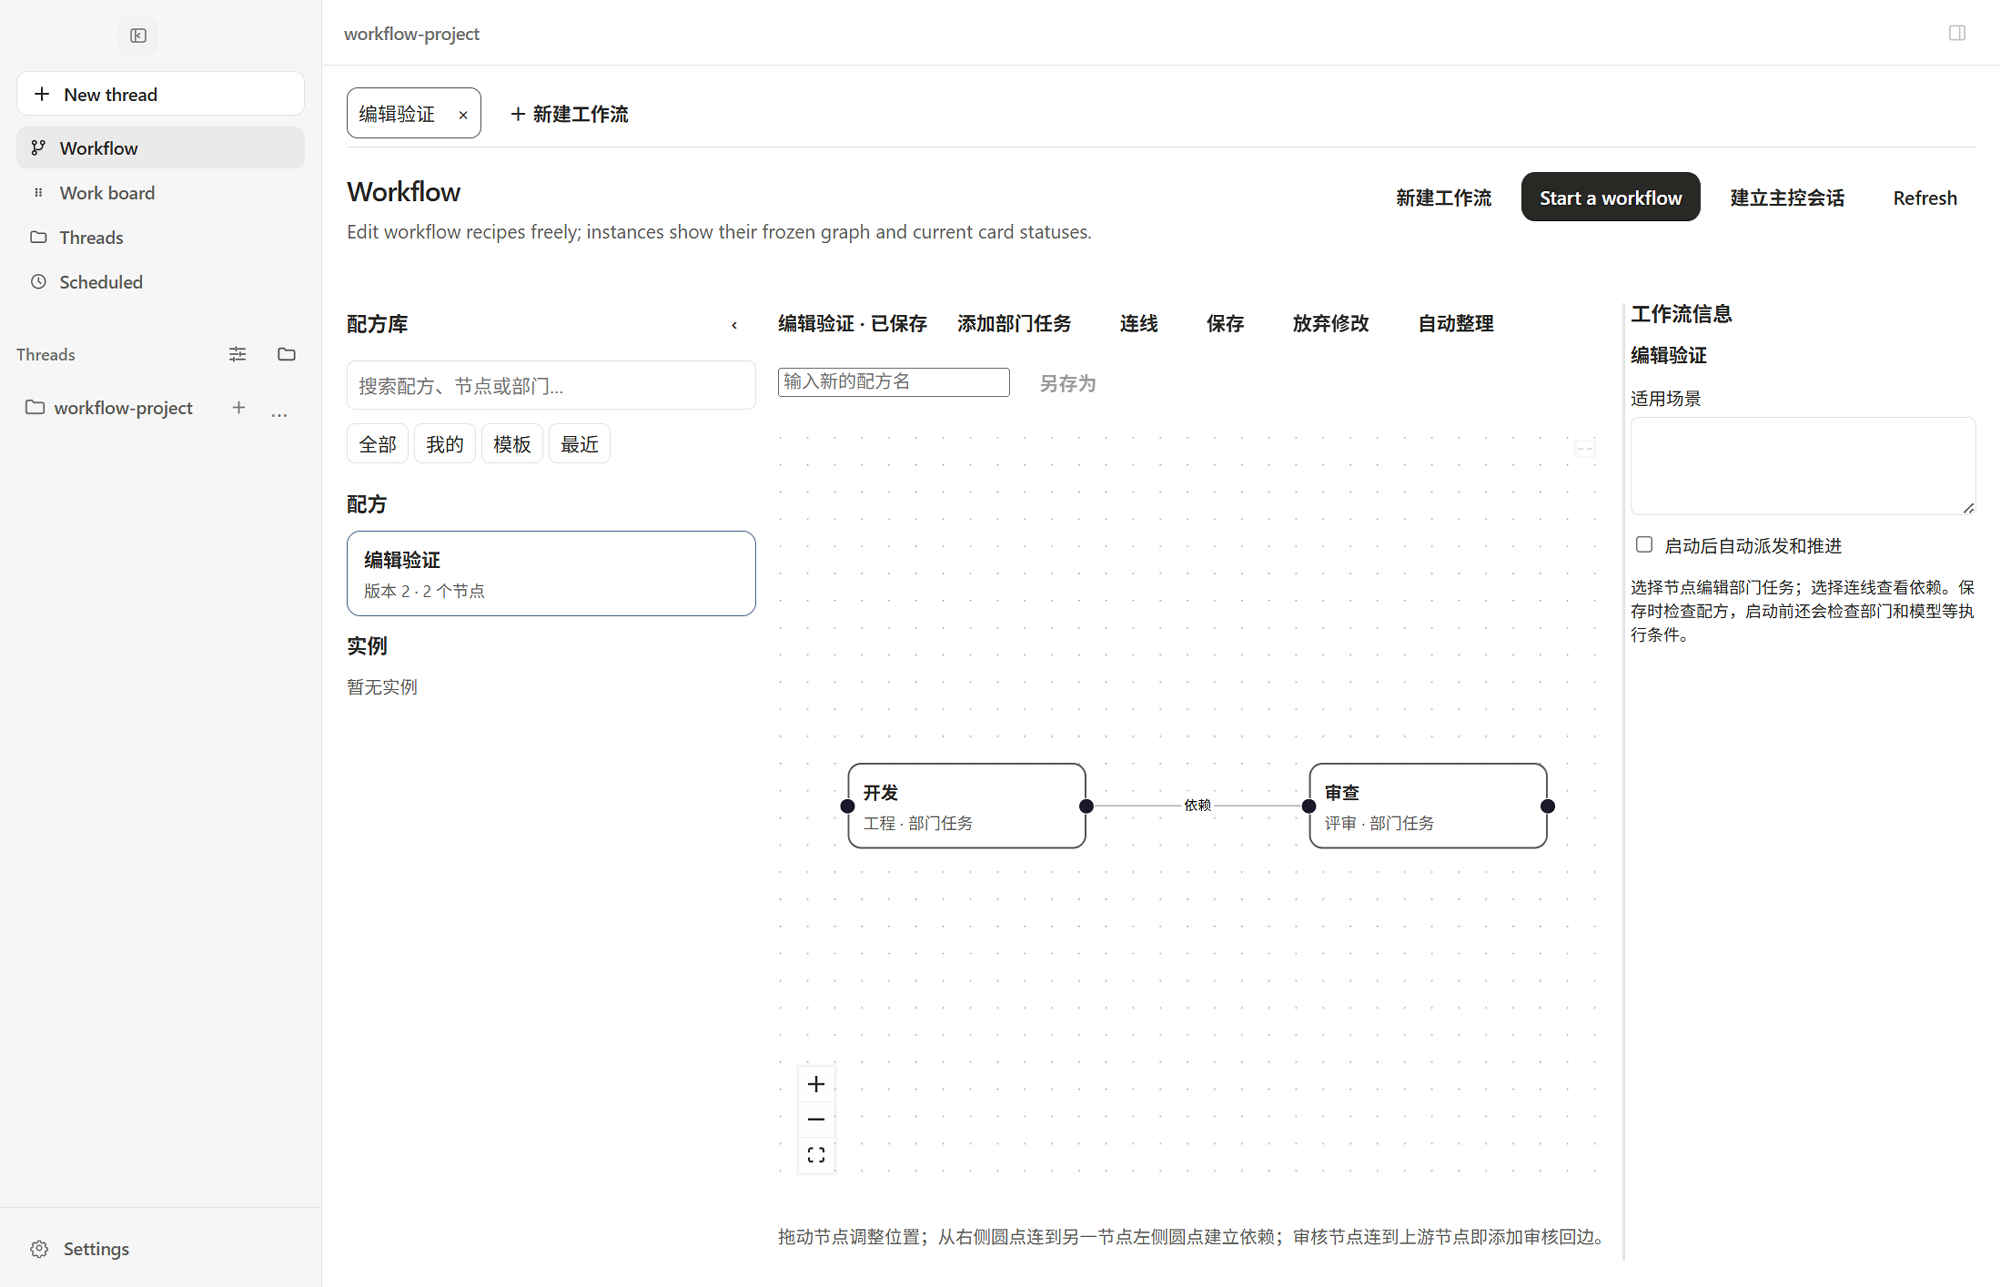 workflow-project
New thread
Workflow
Work board
Threads
Scheduled
Threads
workflow-project
...
Settings
编辑验证 ×
+ 新建工作流
Workflow
Edit workflow recipes freely; instances show their frozen graph and current card statuses.
新建工作流
Start a workflow
建立主控会话
Refresh
配方库
搜索配方、节点或部门...
全部
我的
模板
最近
配方
编辑验证
版本 2 · 2 个节点
实例
暂无实例
编辑验证 · 已保存
添加部门任务
连线
保存
放弃修改
自动整理
输入新的配方名
另存为
开发
工程 · 部门任务
依赖
审查
评审 · 部门任务
拖动节点调整位置；从右侧圆点连到另一节点左侧圆点建立依赖；审核节点连到上游节点即添加审核回边。
工作流信息
编辑验证
适用场景
启动后自动派发和推进
选择节点编辑部门任务；选择连线查看依赖。保
存时检查配方，启动前还会检查部门和模型等执
行条件。